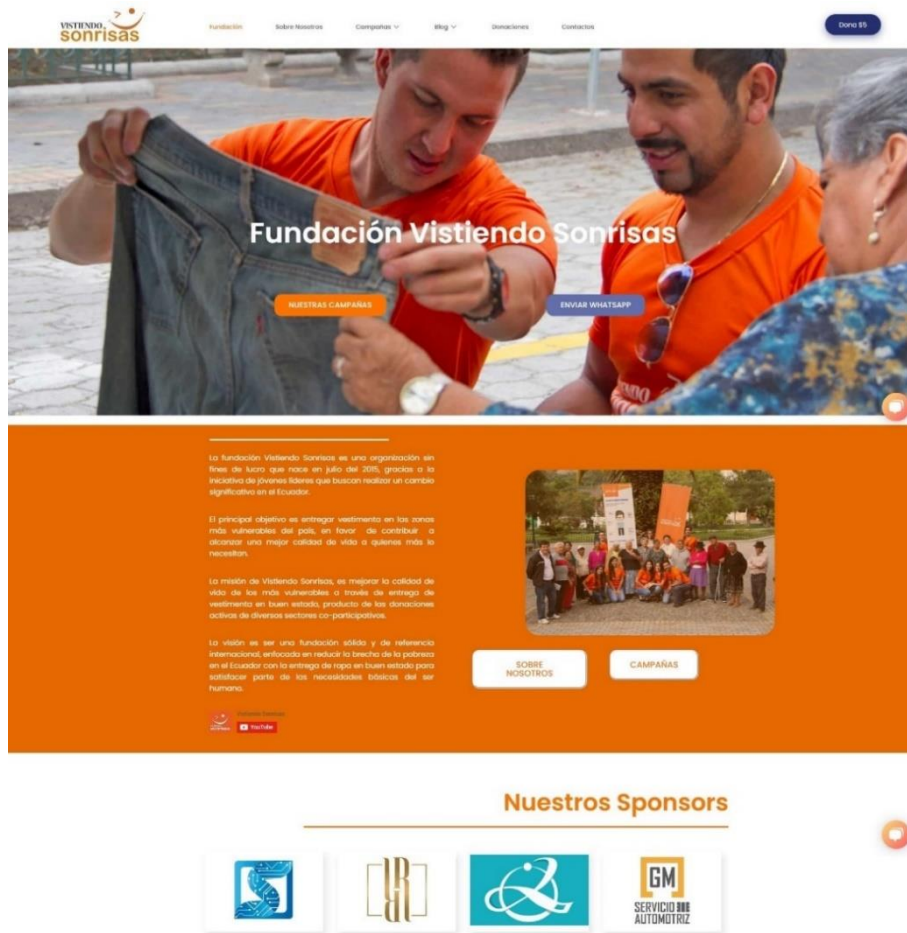 VISTIENDO
sonrisas
Fundación
Sobre Nosotros
Campañas
Blog
Donaciones
Contactos
Dona $5
Fundación Vistiendo Sonrisas
NUESTRAS CAMPAÑAS
ENVIAR WHATSAPP
La fundación Vistiendo Sonrisas es una organización sin
fines de lucro que nace en julio del 2015, gracias a la
iniciativa de jóvenes líderes que buscan realizar un cambio
significativo en el Ecuador.
El principal objetivo es entregar vestimenta en las zonas
más vulnerables del país, en favor de contribuir a
alcanzar una mejor calidad de vida a quienes más lo
necesitan.
La misión de Vistiendo Sonrisas, es mejorar la calidad de
vida de los más vulnerables a través de entrega de
vestimenta en buen estado, producto de las donaciones
activas de diversos sectores co-participativos.
La visión es ser una fundación sólida y de referencia
internacional, enfocada en reducir la brecha de la pobreza
en el Ecuador con la entrega de ropa en buen estado para
satisfacer parte de las necesidades básicas del ser
humano.
Vistiendo Sonrisas
YouTube
SOBRE
NOSOTROS
CAMPAÑAS
Nuestros Sponsors
GM
SERVICIO
AUTOMOTRIZ